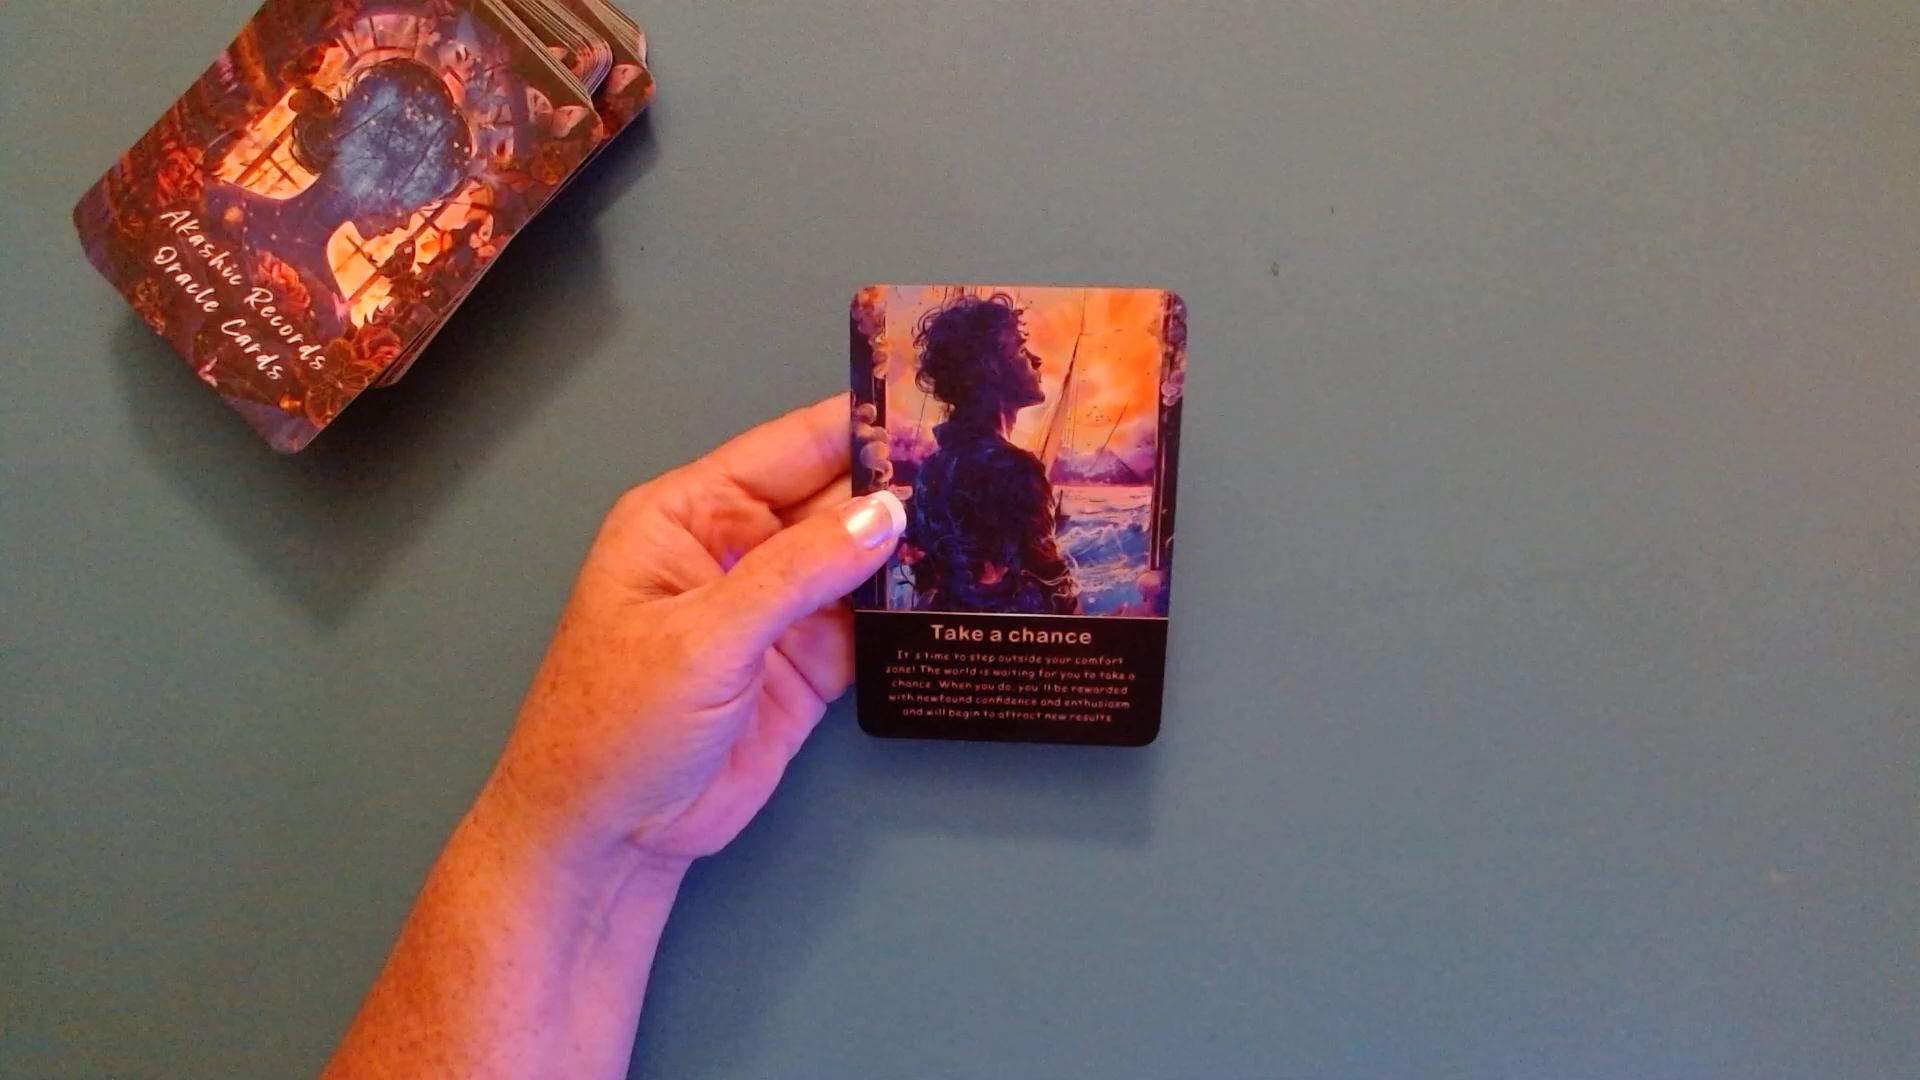 Akashic Records
Oracle Cards
Take a chance
It's time to step outside your comfort
zone! The world is waiting for you to take a
chance. When you do, you'll be rewarded
with newfound confidence and enthusiasm
and will begin to attract new results